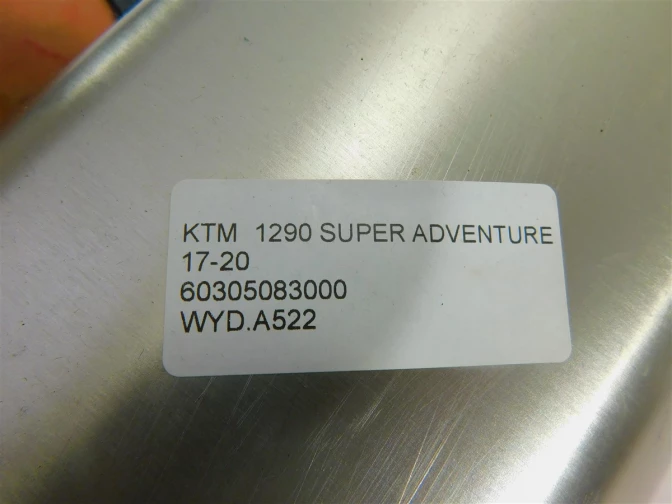 KTM 1290 SUPER ADVENTURE
17-20
60305083000
WYD.A522